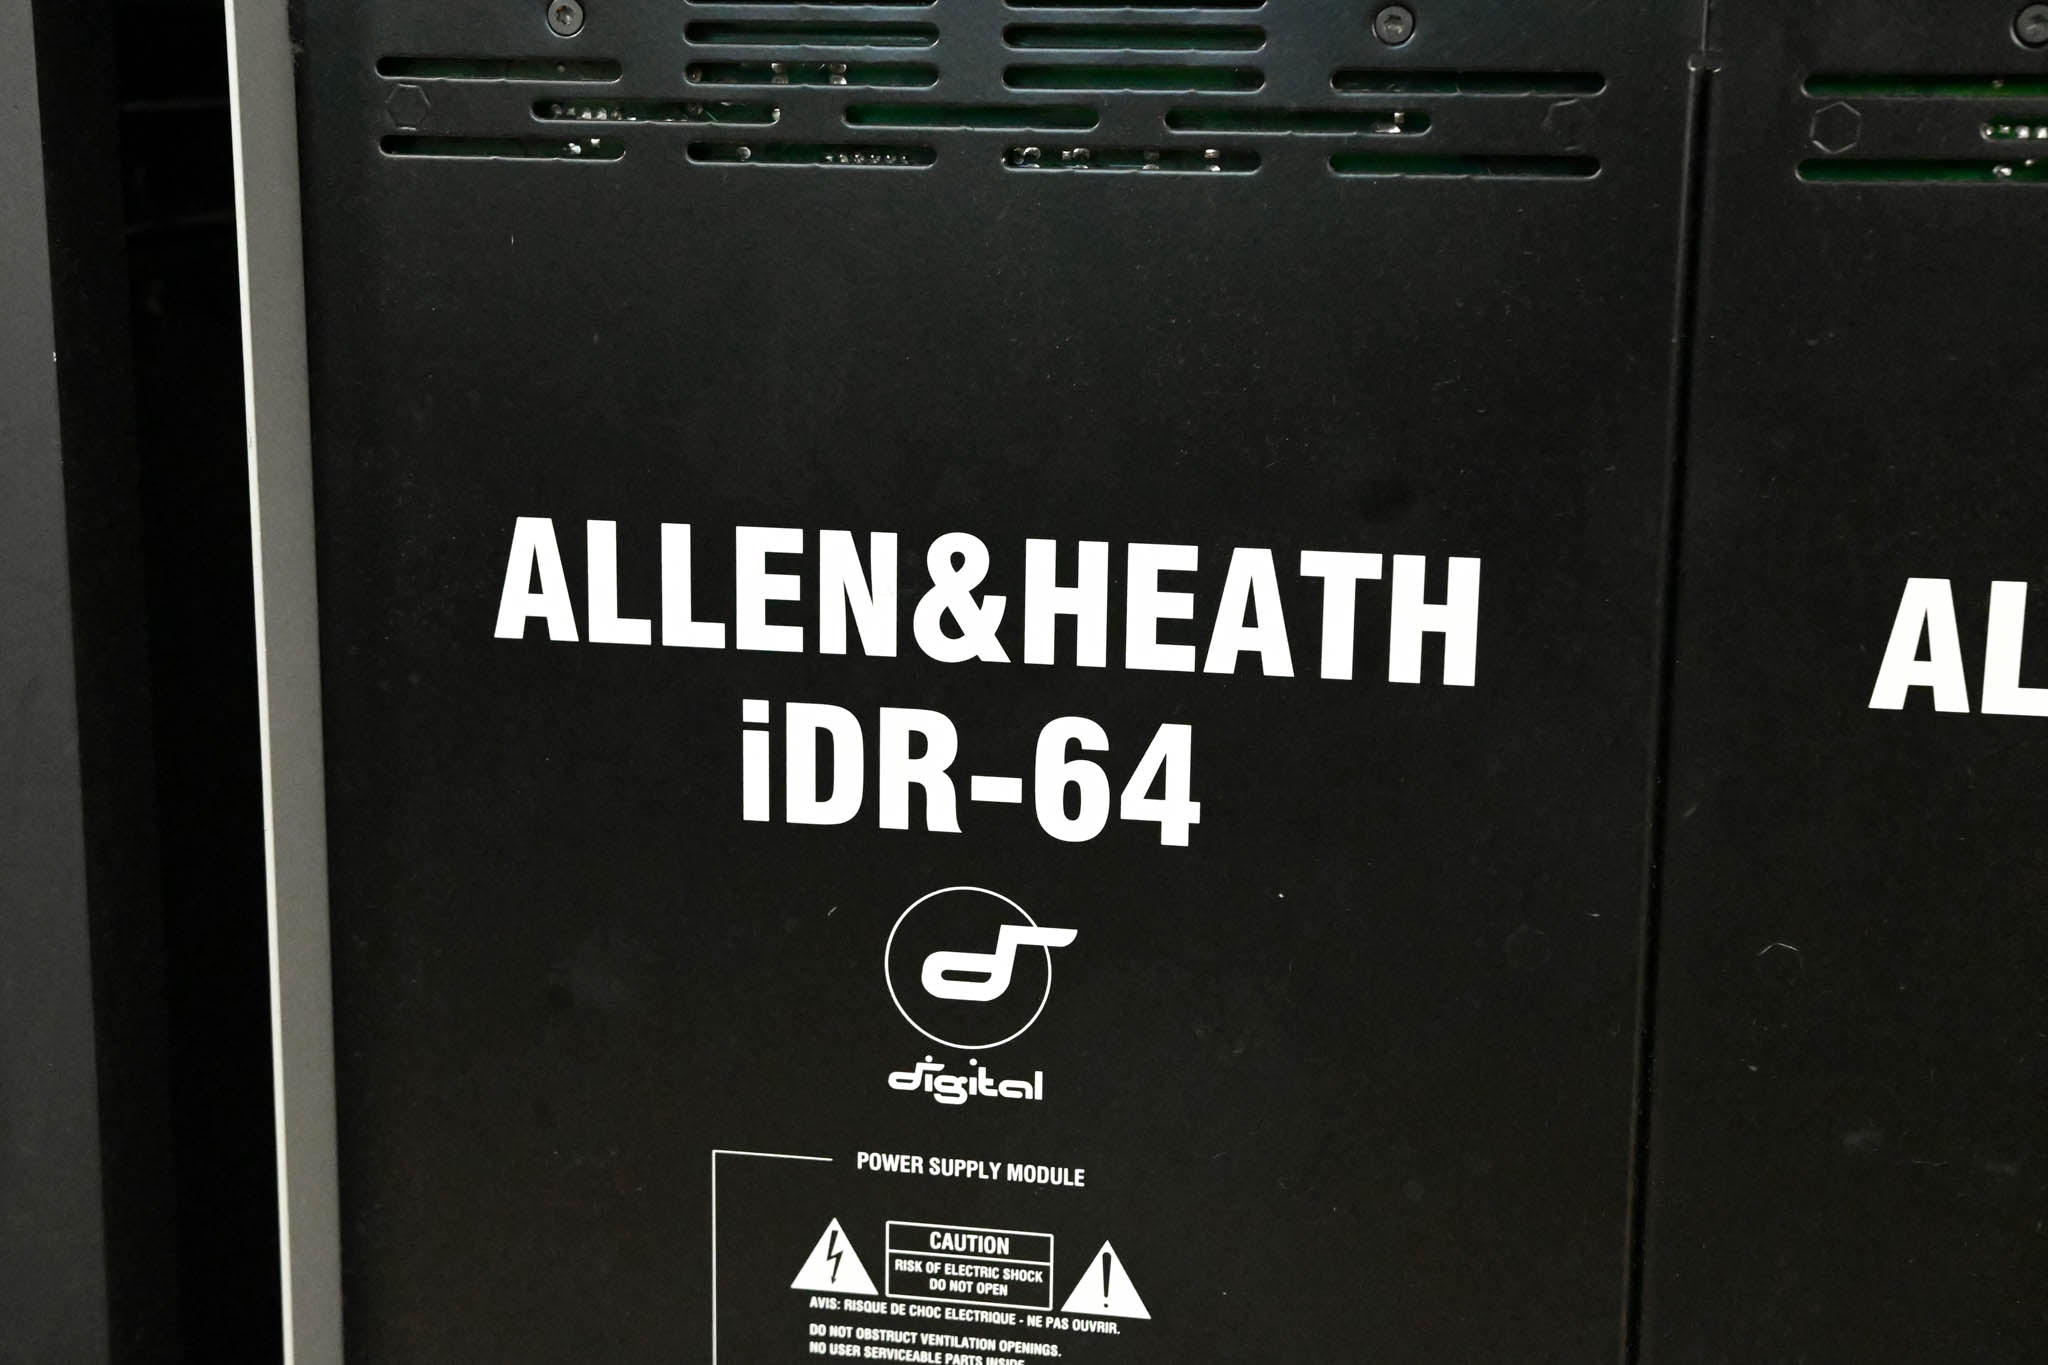 ALLEN&HEATH
iDR-64
d
digital
POWER SUPPLY MODULE
CAUTION
RISK OF ELECTRIC SHOCK
DO NOT OPEN
AVIS: RISQUE DE CHOC ELECTRIQUE - NE PAS OUVRIR.
DO NOT OBSTRUCT VENTILATION OPENINGS.
NO USER SERVICEABLE PARTS INSIDE
AL